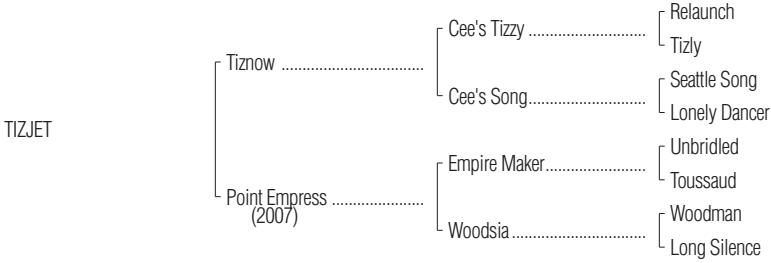 Relaunch
Cee's Tizzy ..............................
Tizly
Tiznow ....................................
Seattle Song
Cee's Song..............................
Lonely Dancer
TIZJET
Unbridled
Empire Maker..........................
Toussaud
Point Empress .......................
(2007)
Woodman
Woodsia..................................
Long Silence